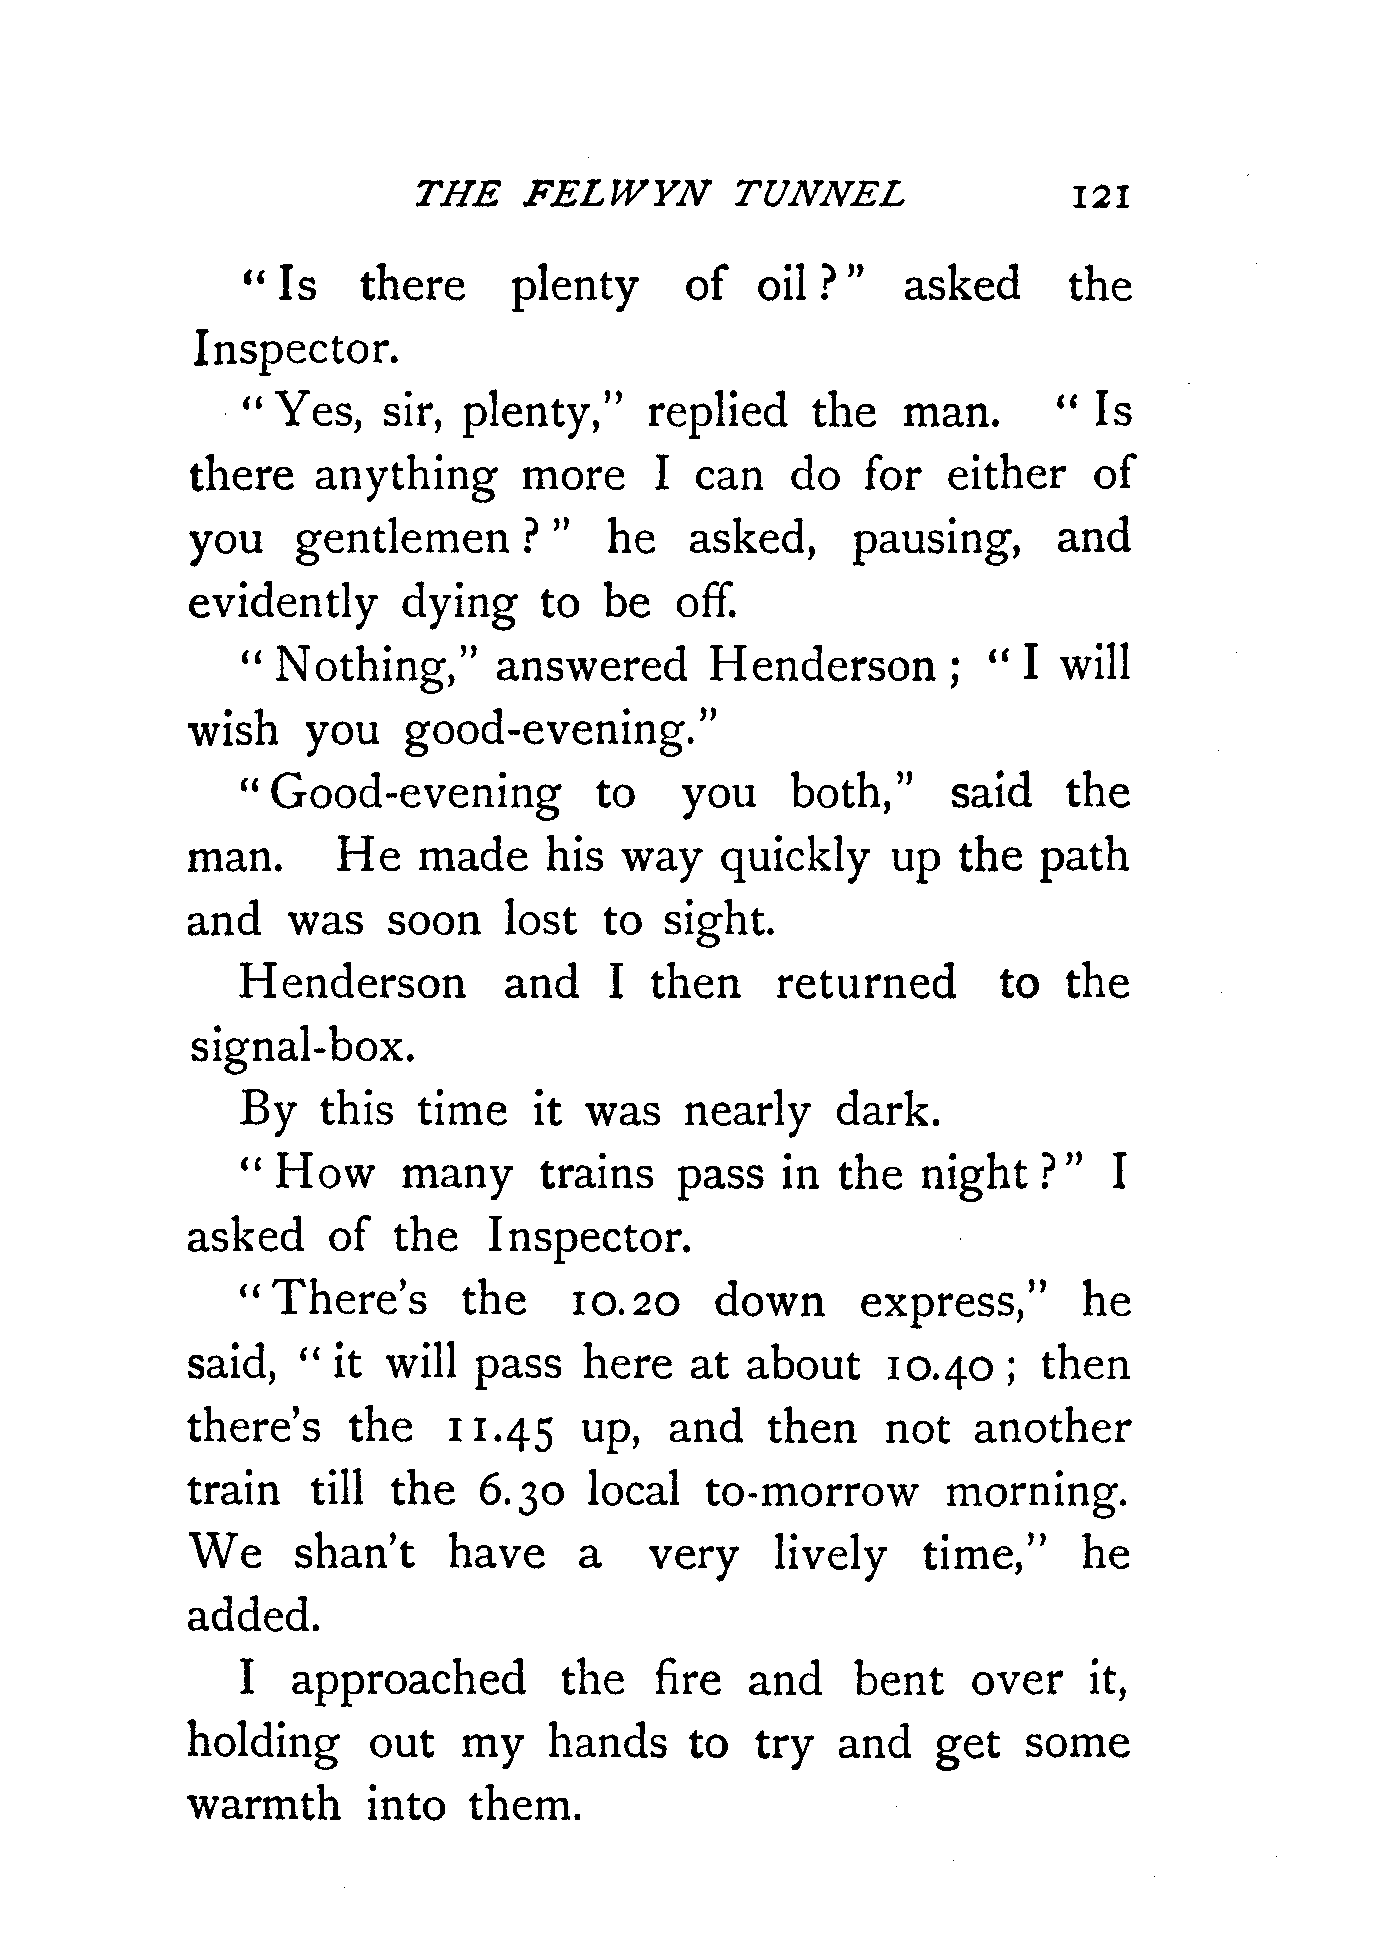 THE FELWYN TUNNEL 121
“ Is there plenty of oil ? ” asked the
Inspector.
“ Yes, sir, plenty,” replied the man. “ Is
there anything more I can do for either of
you gentlemen ? ” he asked, pausing, and
evidently dying to be off.
“ Nothing,” answered Henderson ; “ I will
wish you good-evening.”
“ Good-evening to you both,” said the
man. He made his way quickly up the path
and was soon lost to sight.
Henderson and I then returned to the
signal-box.
By this time it was nearly dark.
“ How many trains pass in the night ? ” I
asked of the Inspector.
“ There’s the 10.20 down express,” he
said, “ it will pass here at about 10.40 ; then
there’s the 11.45 up, and then not another
train till the 6.30 local to-morrow morning.
We shan’t have a very lively time,” he
added.
I approached the fire and bent over it,
holding out my hands to try and get some
warmth into them.